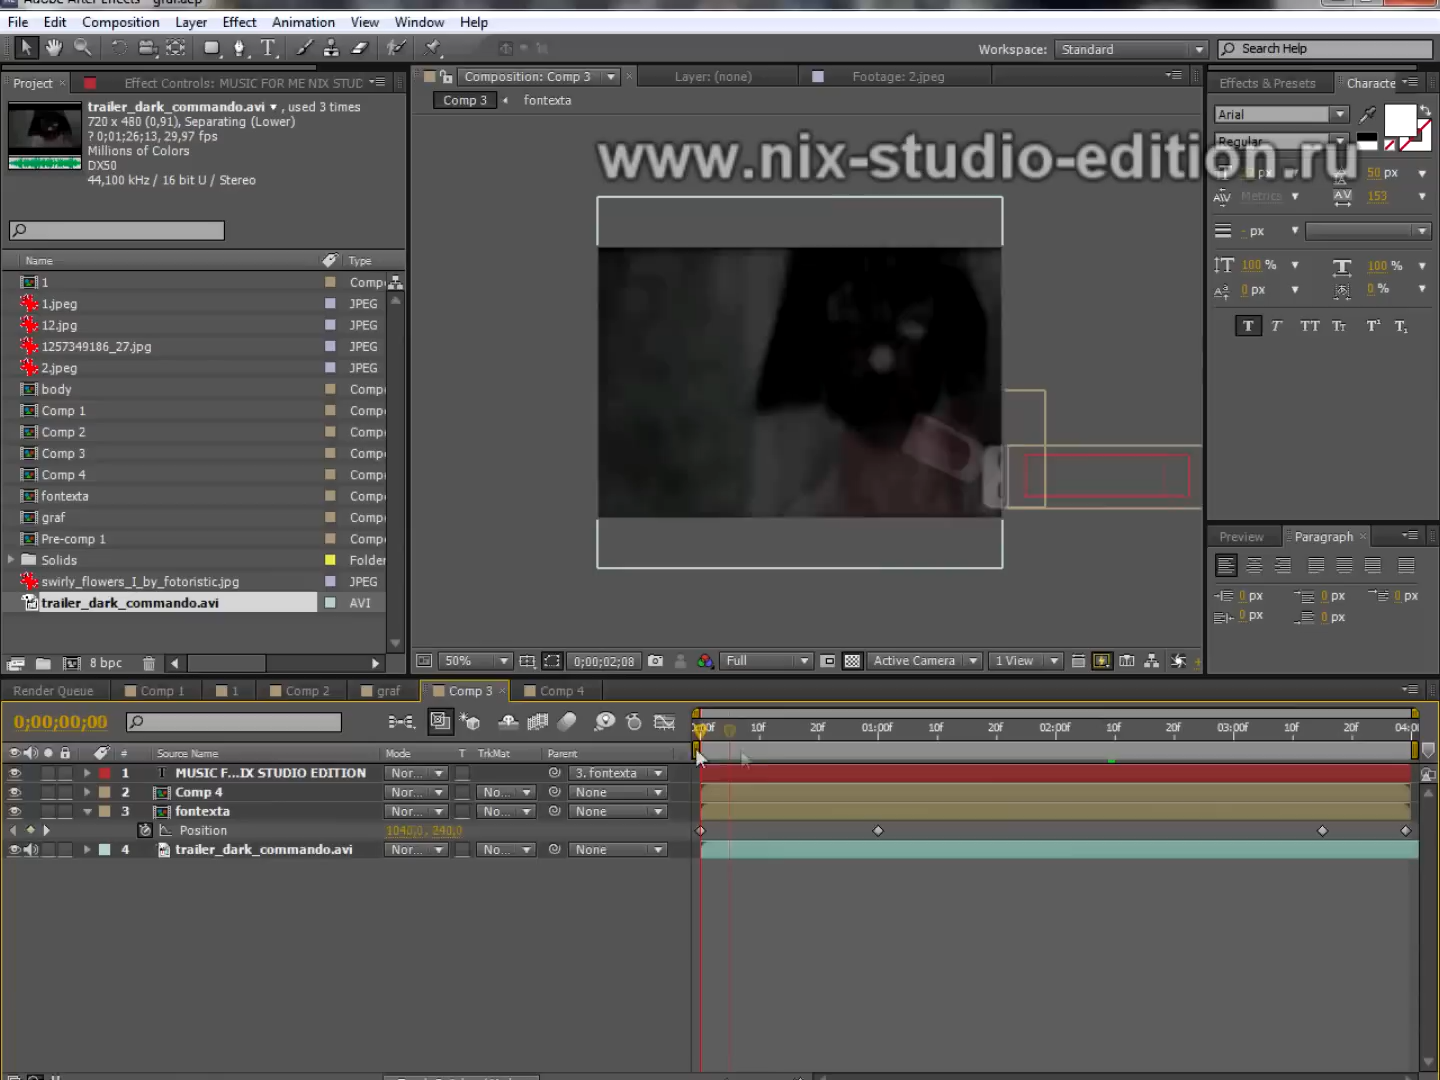 File Edit Composition Layer Effect Animation View Window Help
Workspace: Standard Search Help
Project Effect Controls: MUSIC FOR ME NIX STUD
Composition: Comp 3 Layer: (none) Footage: 2.jpeg
Effects & Presets Characte
trailer_dark_commando.avi ▼ , used 3 times
720 x 480 (0,91), Separating (Lower)
? 0;01;26;13, 29,97 fps
Millions of Colors
DX50
44,100 kHz / 16 bit U / Stereo
Comp 3 fontexta
www.nix-studio-edition.ru
Arial
Regular
px 50 px
Metrics 153
- px
100 % 100 %
0 px 0 %
T T TT Tт T¹ T₁
Name Type
1 Comp
1.jpeg JPEG
12.jpg JPEG
1257349186_27.jpg JPEG
2.jpeg JPEG
body Comp
Comp 1 Comp
Comp 2 Comp
Comp 3 Comp
Comp 4 Comp
fontexta Comp
graf Comp
Pre-comp 1 Comp
Solids Folder
swirly_flowers_I_by_fotoristic.jpg JPEG
trailer_dark_commando.avi AVI
Preview Paragraph
0 px 0 px 0 px
0 px 0 px
8 bpc
50% 0;00;02;08 Full Active Camera 1 View
Render Queue Comp 1 1 Comp 2 graf Comp 3 Comp 4
0;00;00;00
10f 20f 01:00f 10f 20f 02:00f 10f 20f 03:00f 10f 20f 04:0
# Source Name Mode T TrkMat Parent
1 T MUSIC F...IX STUDIO EDITION Nor... 3. fontexta
2 Comp 4 Nor... No... None
3 fontexta Nor... No... None
Position 1040,0, 240,0
4 trailer_dark_commando.avi Nor... No... None